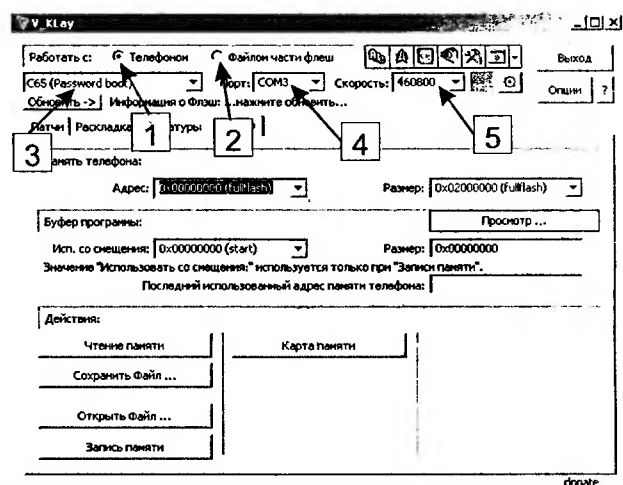 V_KLay
Работать с: Телефоном Файлом части флеш Выход
C65 (Password boot) Порт: COM3 Скорость: 460800 Опции ?
Обновить -> Информация о Флэш: ...нажмите обновить...
Патчи Раскладка
1 2 3 4 5
память телефона:
Адрес: 0x00000000 (fullflash) Размер: 0x02000000 (fullflash)
Буфер программы: Просмотр ...
Исп. со смещения: 0x00000000 (start) Размер: 0x00000000
Значение "Использовать со смещения:" используется только при "Записи памяти".
Последний использованный адрес памяти телефона:
Действия:
Чтение памяти Карта памяти
Сохранить Файл ...
Открыть Файл ...
Запись памяти
donate